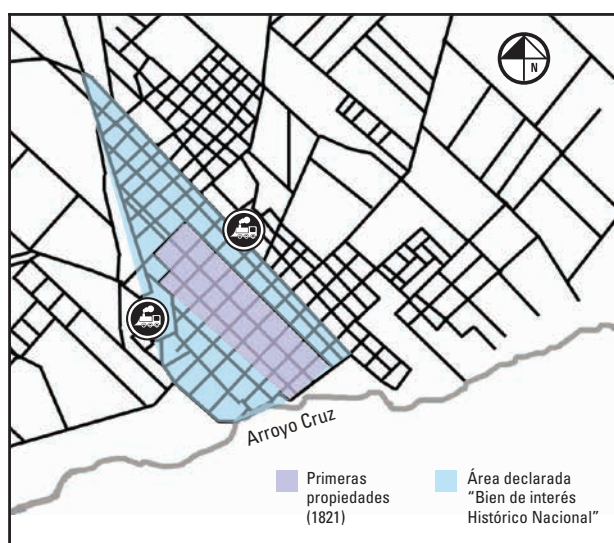 N
Arroyo Cruz
Primeras
propiedades
(1821)
Área declarada
“Bien de interés
Histórico Nacional”